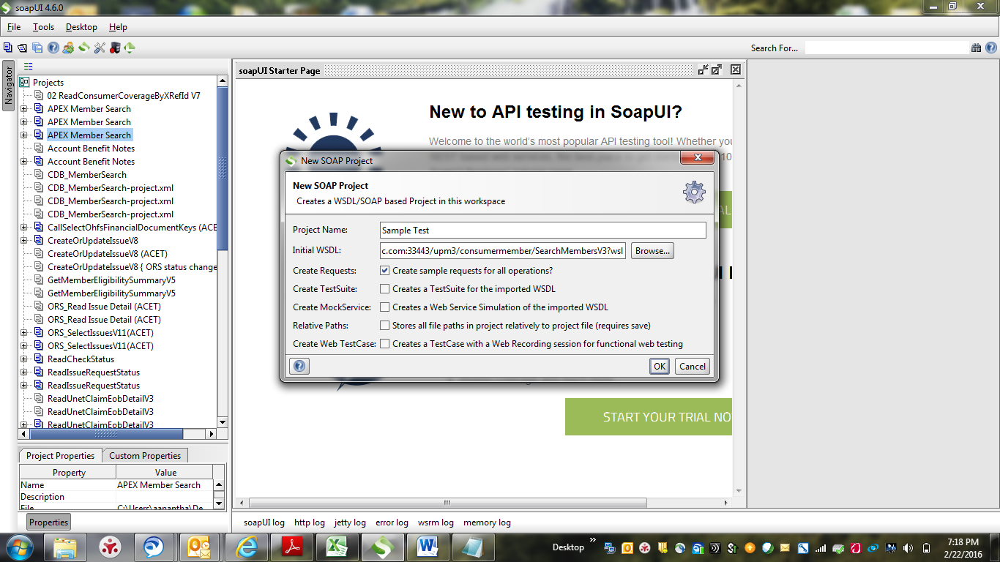 soapUI 4.6.0
File Tools Desktop Help
Search For...
Navigator
Projects
02 ReadConsumerCoverageByXRefId V7
APEX Member Search
APEX Member Search
APEX Member Search
Account Benefit Notes
Account Benefit Notes
CDB_MemberSearch
CDB_MemberSearch-project.xml
CDB_MemberSearch-project.xml
CDB_MemberSearch-project.xml
CallSelectOhfsFinancialDocumentKeys (ACE
CreateOrUpdateIssueV8
CreateOrUpdateIssueV8 (ACET)
CreateOrUpdateIssueV8 { ORS status change
GetMemberEligibilitySummaryV5
GetMemberEligibilitySummaryV5
ORS_Read Issue Detail (ACET)
ORS_Read Issue Detail (ACET)
ORS_SelectIssuesV11(ACET)
ORS_SelectIssuesV11(ACET)
ReadCheckStatus
ReadIssueRequestStatus
ReadIssueRequestStatus
ReadUnetClaimEobDetailV3
ReadUnetClaimEobDetailV3
ReadUnetClaimEobDetailV3
Project Properties Custom Properties
Property Value
Name APEX Member Search
Description
File C:\Users\aanantha\De
Properties
soapUI Starter Page
New to API testing in SoapUI?
Welcome to the world's most popular API testing tool! Whether you
New SOAP Project
New SOAP Project
Creates a WSDL/SOAP based Project in this workspace
Project Name: Sample Test
Initial WSDL: c.com:33443/upm3/consumermember/SearchMembersV3?wsl Browse...
Create Requests: Create sample requests for all operations?
Create TestSuite: Creates a TestSuite for the imported WSDL
Create MockService: Creates a Web Service Simulation of the imported WSDL
Relative Paths: Stores all file paths in project relatively to project file (requires save)
Create Web TestCase: Creates a TestCase with a Web Recording session for functional web testing
OK Cancel
START YOUR TRIAL NO
soapUI log http log jetty log error log wsrm log memory log
Desktop
7:18 PM
2/22/2016